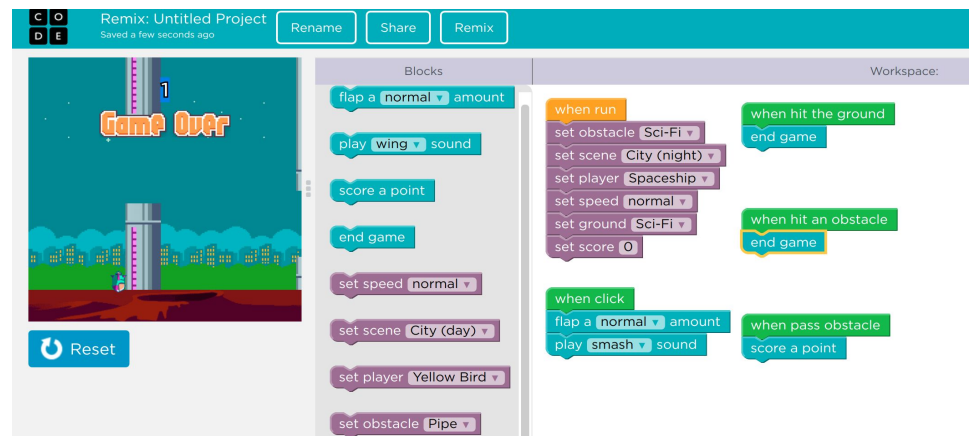 C O
D E
Remix: Untitled Project
Saved a few seconds ago
Rename
Share
Remix
1
Game Over
Reset
Blocks
flap a normal ▾ amount
play wing ▾ sound
score a point
end game
set speed normal ▾
set scene City (day) ▾
set player Yellow Bird ▾
set obstacle Pipe ▾
Workspace:
when run
set obstacle Sci-Fi ▾
set scene City (night) ▾
set player Spaceship ▾
set speed normal ▾
set ground Sci-Fi ▾
set score 0
when click
flap a normal ▾ amount
play smash ▾ sound
when hit the ground
end game
when hit an obstacle
end game
when pass obstacle
score a point